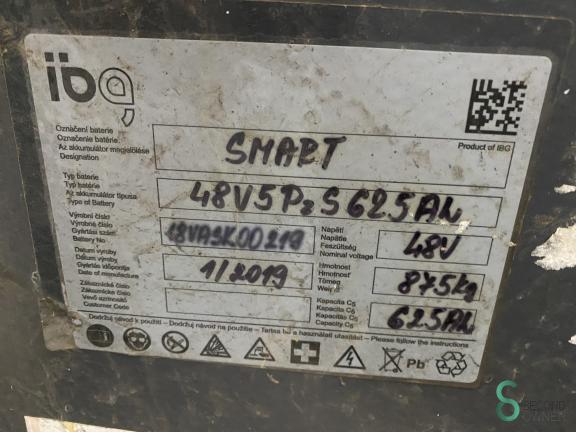 ibg
Označení baterie
Označenie batérie
Az akkumulátor megjelölése
Designation
SMART
Product of IBG
Typ baterie
Typ batérie
Az akkumulátor típusa
Type of Battery
48V5PzS625Ah
Výrobní číslo
Výrobné číslo
Gyártási szám
Battery No
18VASK00219
Napětí
Napätie
Feszültség
Nominal voltage
48V
Datum výroby
Dátum výroby
Gyártás időpontja
Date of manufacture
1/2019
Hmotnost
Hmotnosť
Tömeg
Weight
875kg
Zákaznické číslo
Zákaznícke číslo
Vevő azonosító
Customer Code
Kapacita C5
Kapacita C5
Kapacitás C5
Capacity C5
625Ah
Dodržuj návod k použití – Dodržuj návod na použitie – Tartsa be a használati utasítást – Please follow the instructions
Pb
SECOND
OWNER